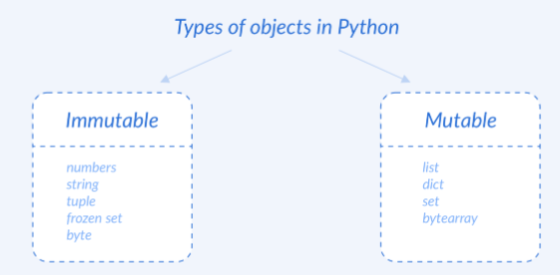 Types of objects in Python
Immutable
numbers
string
tuple
frozen set
byte
Mutable
list
dict
set
bytearray